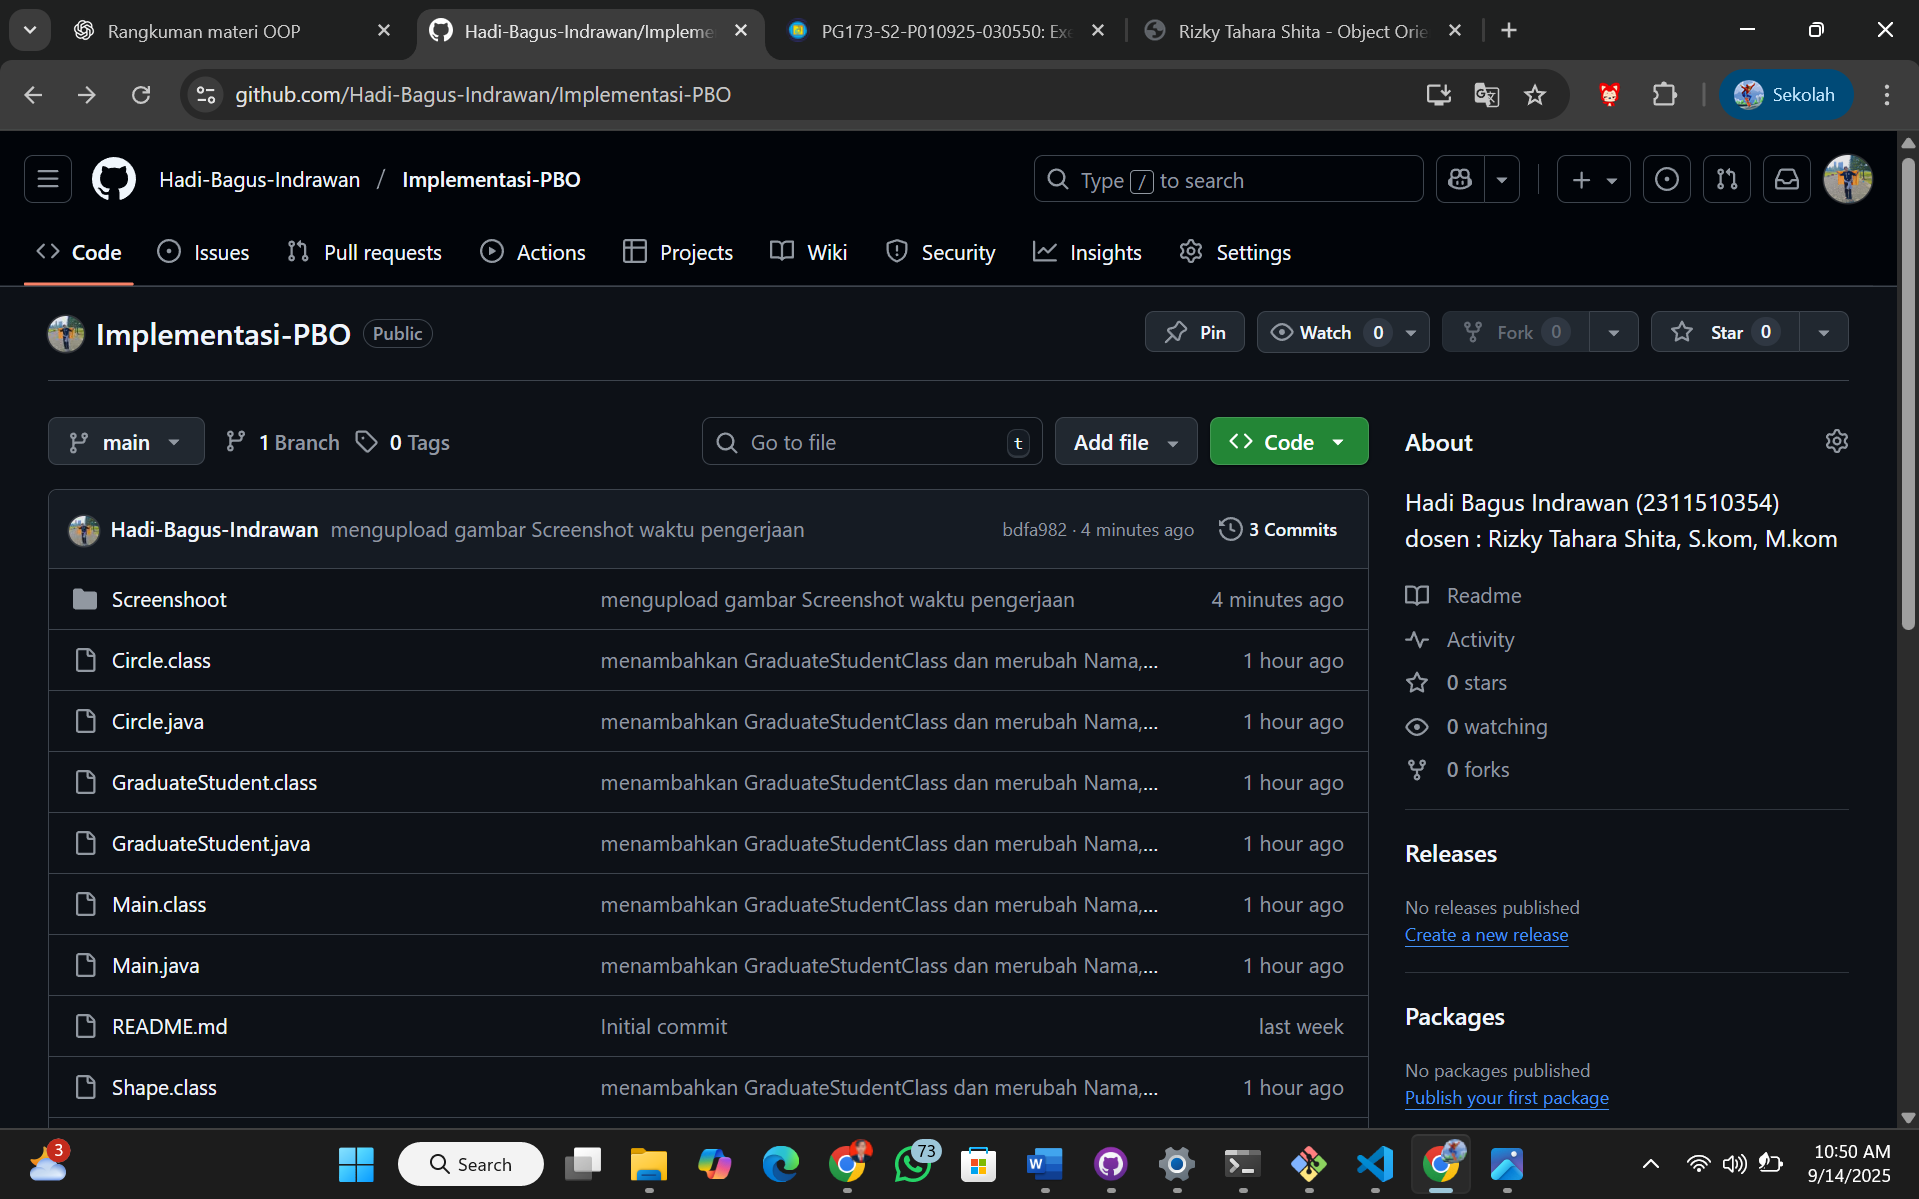 Rangkuman materi OOP
Hadi-Bagus-Indrawan/Impleme
PG173-S2-P010925-030550: Exe
Rizky Tahara Shita - Object Orie
github.com/Hadi-Bagus-Indrawan/Implementasi-PBO
Sekolah
Hadi-Bagus-Indrawan / Implementasi-PBO
Type / to search
Code
Issues
Pull requests
Actions
Projects
Wiki
Security
Insights
Settings
Implementasi-PBO Public
Pin
Watch 0
Fork 0
Star 0
main
1 Branch
0 Tags
Go to file t
Add file
Code
Hadi-Bagus-Indrawan mengupload gambar Screenshot waktu pengerjaan bdfa982 · 4 minutes ago 3 Commits
Screenshoot mengupload gambar Screenshot waktu pengerjaan 4 minutes ago
Circle.class menambahkan GraduateStudentClass dan merubah Nama,... 1 hour ago
Circle.java menambahkan GraduateStudentClass dan merubah Nama,... 1 hour ago
GraduateStudent.class menambahkan GraduateStudentClass dan merubah Nama,... 1 hour ago
GraduateStudent.java menambahkan GraduateStudentClass dan merubah Nama,... 1 hour ago
Main.class menambahkan GraduateStudentClass dan merubah Nama,... 1 hour ago
Main.java menambahkan GraduateStudentClass dan merubah Nama,... 1 hour ago
README.md Initial commit last week
Shape.class menambahkan GraduateStudentClass dan merubah Nama,... 1 hour ago
About
Hadi Bagus Indrawan (2311510354)
dosen : Rizky Tahara Shita, S.kom, M.kom
Readme
Activity
0 stars
0 watching
0 forks
Releases
No releases published
Create a new release
Packages
No packages published
Publish your first package
3
Search
73
10:50 AM
9/14/2025